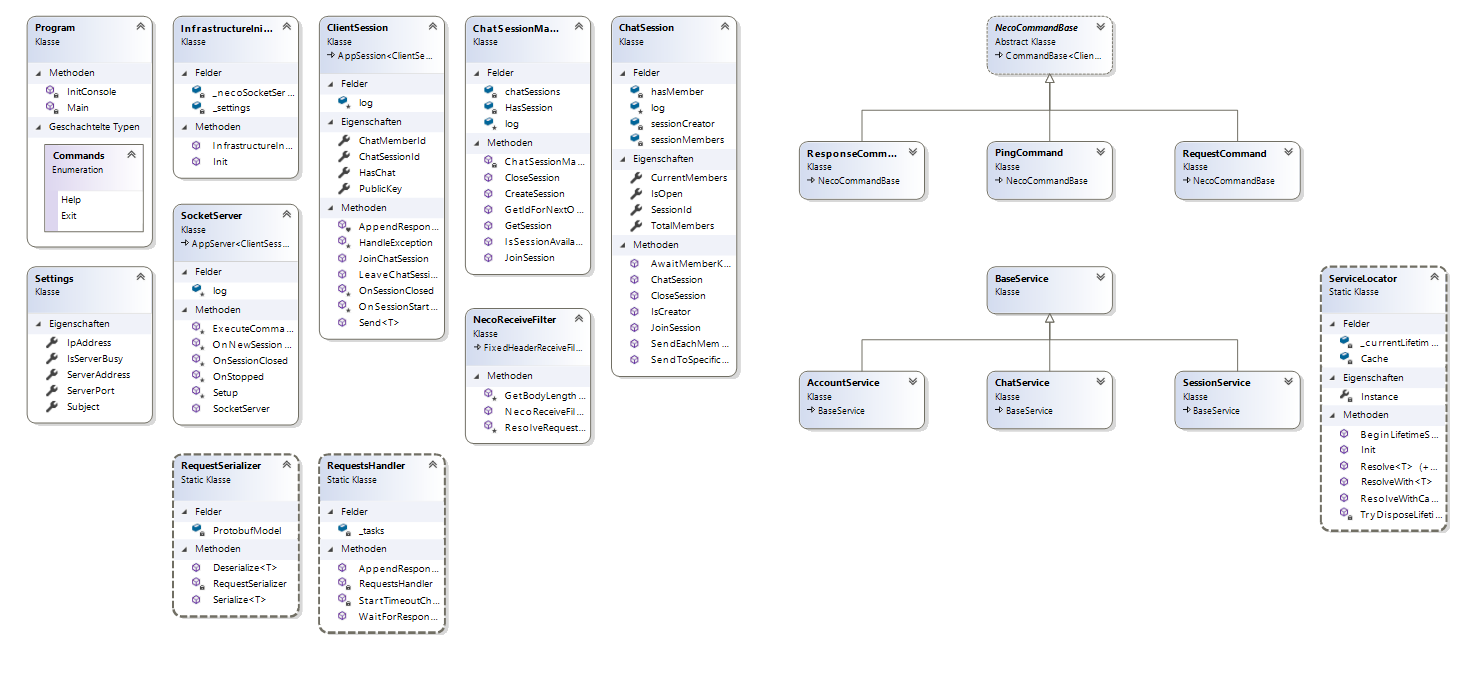 Program
Klasse
Methoden
InitConsole
Main
Geschachtelte Typen
Commands
Enumeration
Help
Exit
Settings
Klasse
Eigenschaften
IpAddress
IsServerBusy
ServerAddress
ServerPort
Subject
InfrastructureIni...
Klasse
Felder
_necoSocketSer...
_settings
Methoden
InfrastructureIn...
Init
SocketServer
Klasse
AppServer<ClientSess...
Felder
log
Methoden
ExecuteComma...
OnNewSession...
OnSessionClosed
OnStopped
Setup
SocketServer
RequestSerializer
Static Klasse
Felder
ProtobufModel
Methoden
Deserialize<T>
RequestSerializer
Serialize<T>
ClientSession
Klasse
AppSession<ClientSe...
Felder
log
Eigenschaften
ChatMemberId
ChatSessionId
HasChat
PublicKey
Methoden
AppendRespon...
HandleException
JoinChatSession
LeaveChatSessi...
OnSessionClosed
OnSessionStart...
Send<T>
RequestsHandler
Static Klasse
Felder
_tasks
Methoden
AppendRespon...
RequestsHandler
StartTimeoutCh...
WaitForRespon...
ChatSessionMa...
Klasse
Felder
chatSessions
HasSession
log
Methoden
ChatSessionMa...
CloseSession
CreateSession
GetIdForNextO...
GetSession
IsSessionAvaila...
JoinSession
NecoReceiveFilter
Klasse
FixedHeaderReceiveFil...
Methoden
GetBodyLength...
NecoReceiveFil...
ResolveRequest...
ChatSession
Klasse
Felder
hasMember
log
sessionCreator
sessionMembers
Eigenschaften
CurrentMembers
IsOpen
SessionId
TotalMembers
Methoden
AwaitMemberK...
ChatSession
CloseSession
IsCreator
JoinSession
SendEachMem...
SendToSpecific...
NecoCommandBase
Abstract Klasse
CommandBase<Clien...
ResponseComm...
Klasse
NecoCommandBase
PingCommand
Klasse
NecoCommandBase
RequestCommand
Klasse
NecoCommandBase
BaseService
Klasse
AccountService
Klasse
BaseService
ChatService
Klasse
BaseService
SessionService
Klasse
BaseService
ServiceLocator
Static Klasse
Felder
_currentLifetim...
Cache
Eigenschaften
Instance
Methoden
BeginLifetimeS...
Init
Resolve<T> (+...
ResolveWith<T>
ResolveWithCa...
TryDisposeLifeti...